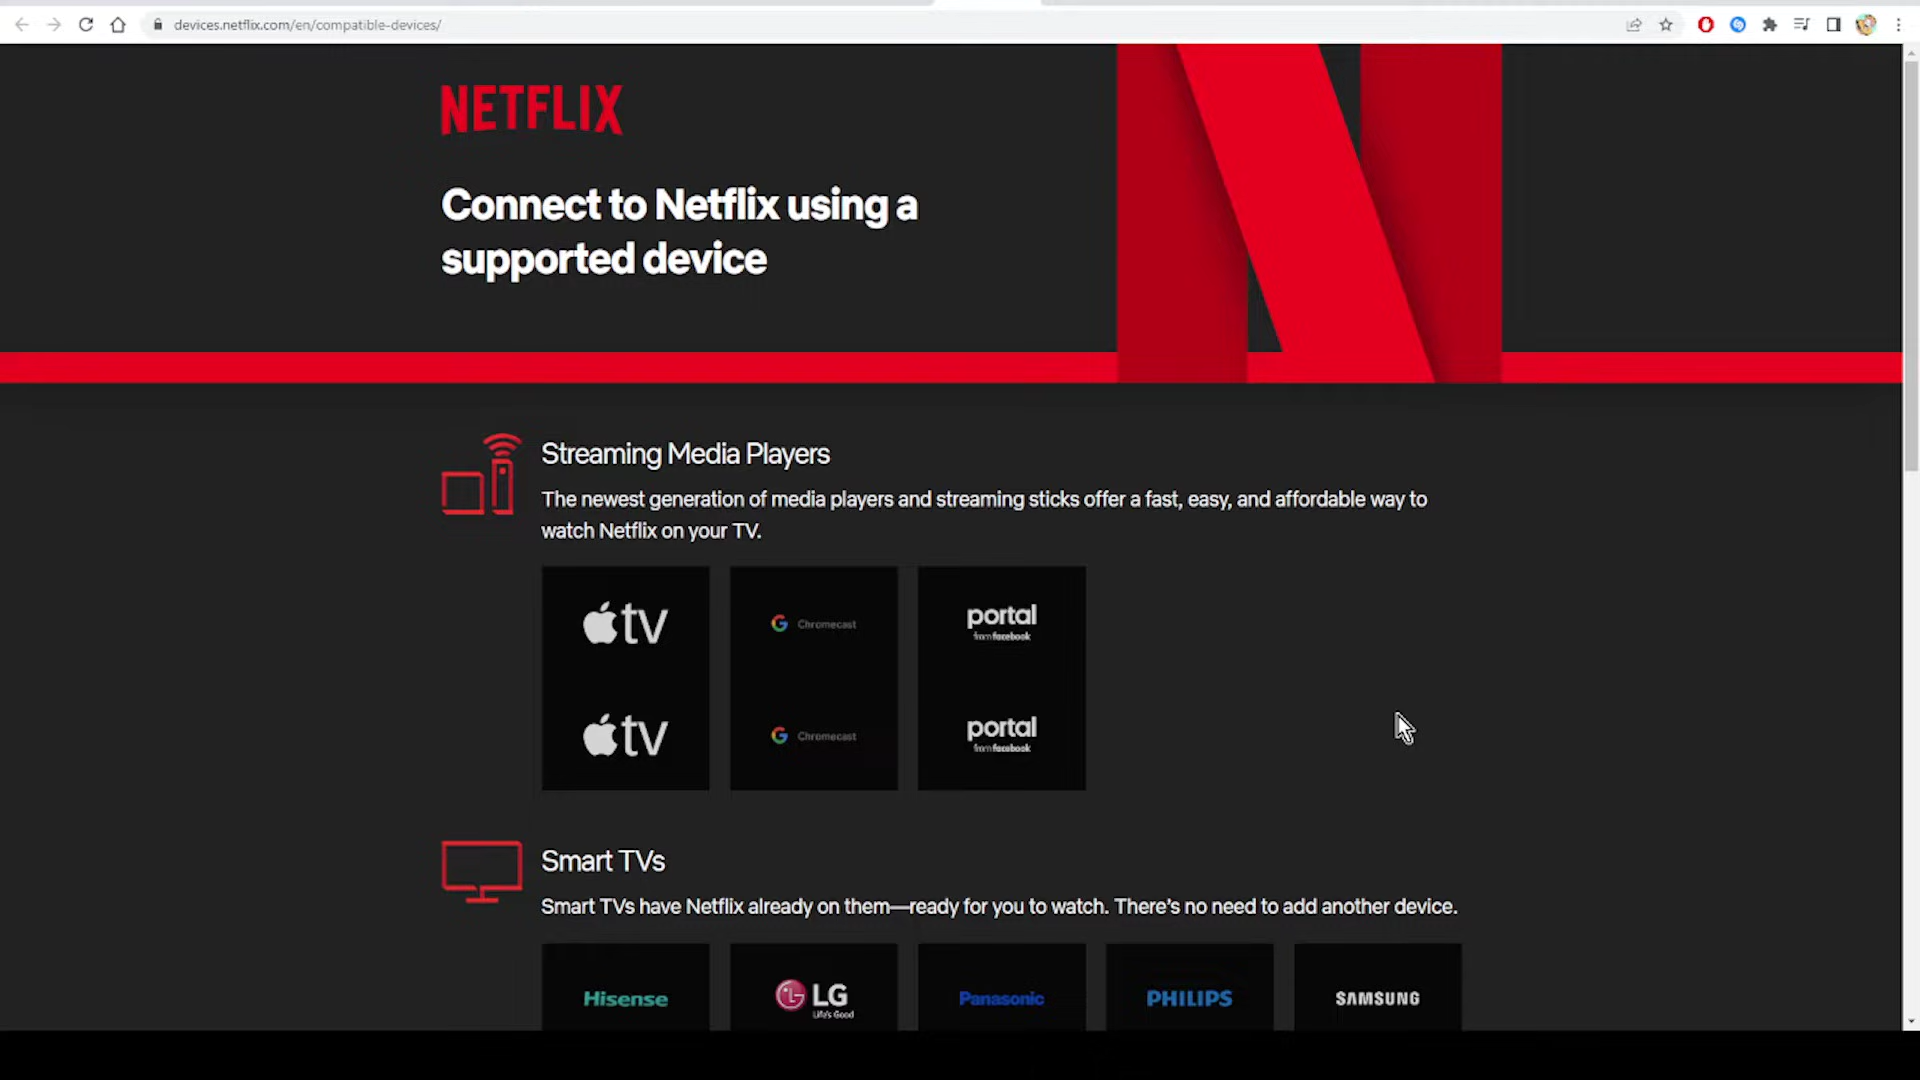 devices.netflix.com/en/compatible-devices/
NETFLIX
Connect to Netflix using a
supported device
Streaming Media Players
The newest generation of media players and streaming sticks offer a fast, easy, and affordable way to
watch Netflix on your TV.
tv
Chromecast
portal
from facebook
tv
Chromecast
portal
from facebook
Smart TVs
Smart TVs have Netflix already on them—ready for you to watch. There's no need to add another device.
Hisense
LG
Life's Good
Panasonic
PHILIPS
SAMSUNG